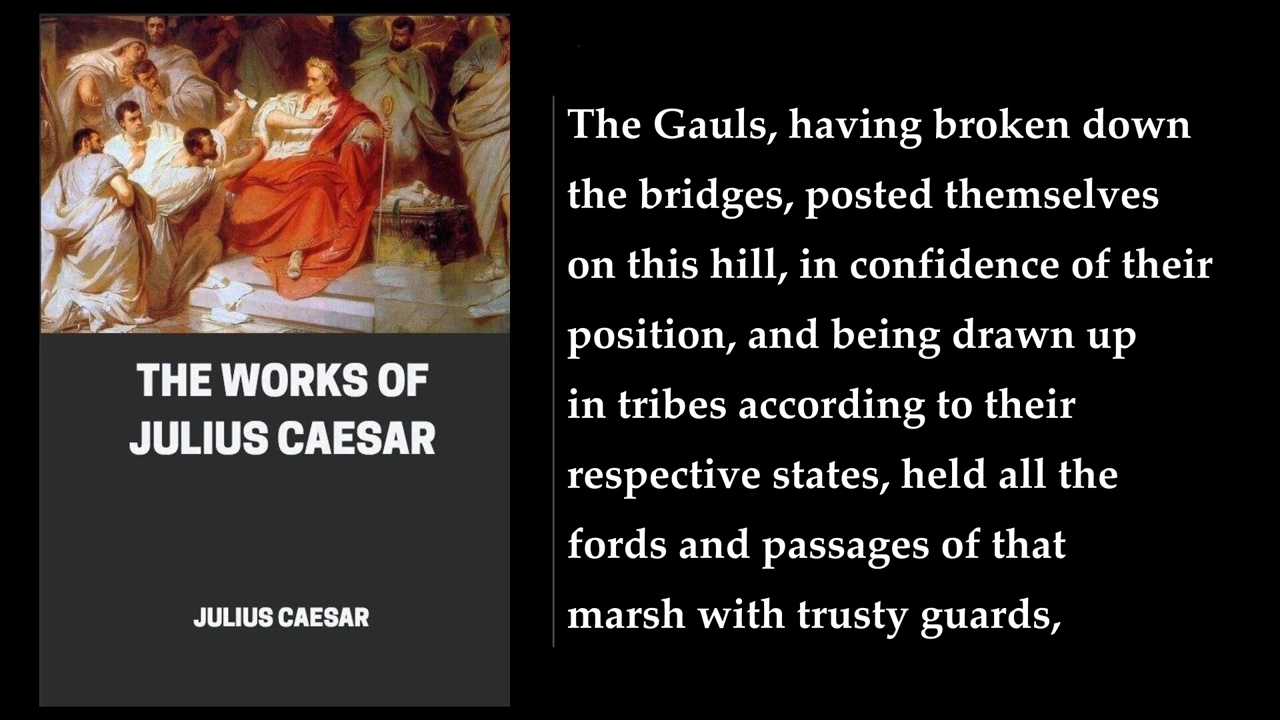 THE WORKS OF
JULIUS CAESAR
JULIUS CAESAR
The Gauls, having broken down
the bridges, posted themselves
on this hill, in confidence of their
position, and being drawn up
in tribes according to their
respective states, held all the
fords and passages of that
marsh with trusty guards,